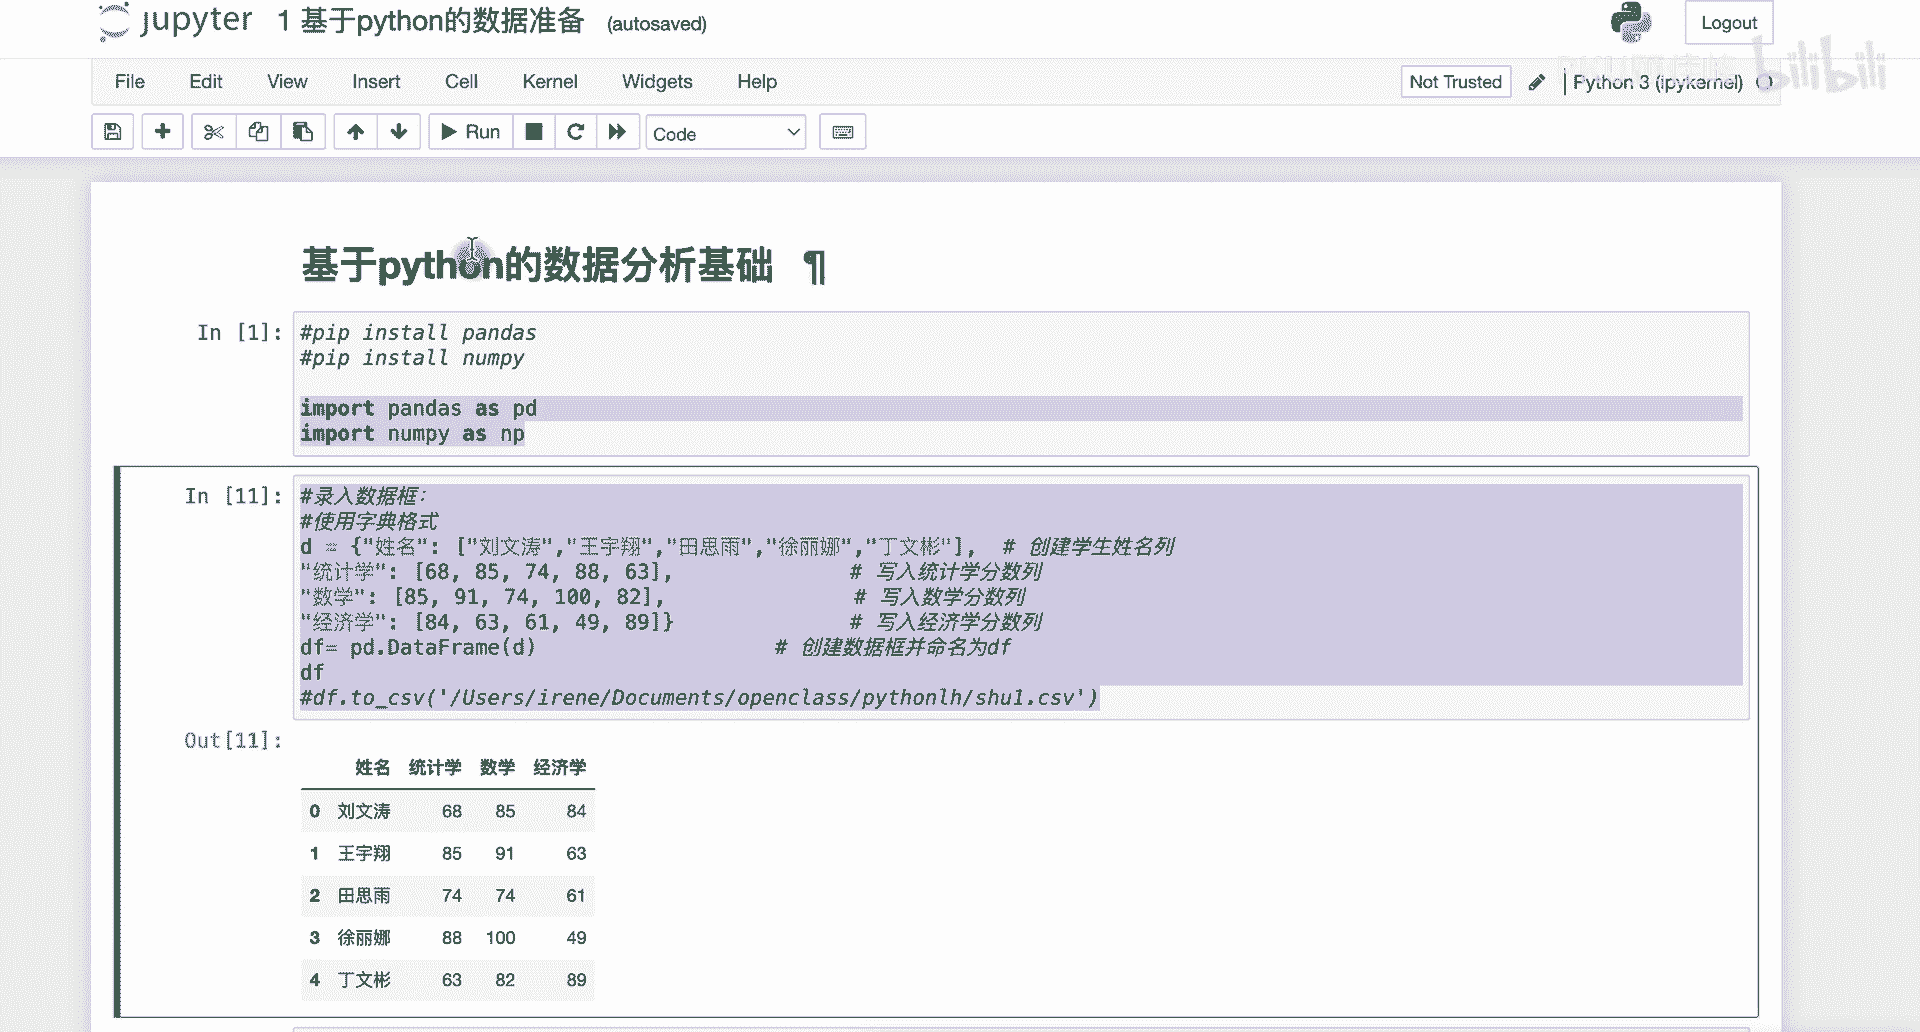 jupyter 1 基于python的数据准备 (autosaved)
Logout
File Edit View Insert Cell Kernel Widgets Help
Not Trusted
Python 3 (ipykernel)
bilibili
Run
Code
基于python的数据分析基础 ¶
In [1]:
#pip install pandas
#pip install numpy
import pandas as pd
import numpy as np
In [11]:
#录入数据框：
#使用字典格式
d = {"姓名": ["刘文涛","王宇翔","田思雨","徐丽娜","丁文彬"], # 创建学生姓名列
"统计学": [68, 85, 74, 88, 63], # 写入统计学分数列
"数学": [85, 91, 74, 100, 82], # 写入数学分数列
"经济学": [84, 63, 61, 49, 89]} # 写入经济学分数列
df= pd.DataFrame(d) # 创建数据框并命名为df
df
#df.to_csv('/Users/irene/Documents/openclass/pythonlh/shu1.csv')
Out[11]:
姓名 统计学 数学 经济学
0 刘文涛 68 85 84
1 王宇翔 85 91 63
2 田思雨 74 74 61
3 徐丽娜 88 100 49
4 丁文彬 63 82 89